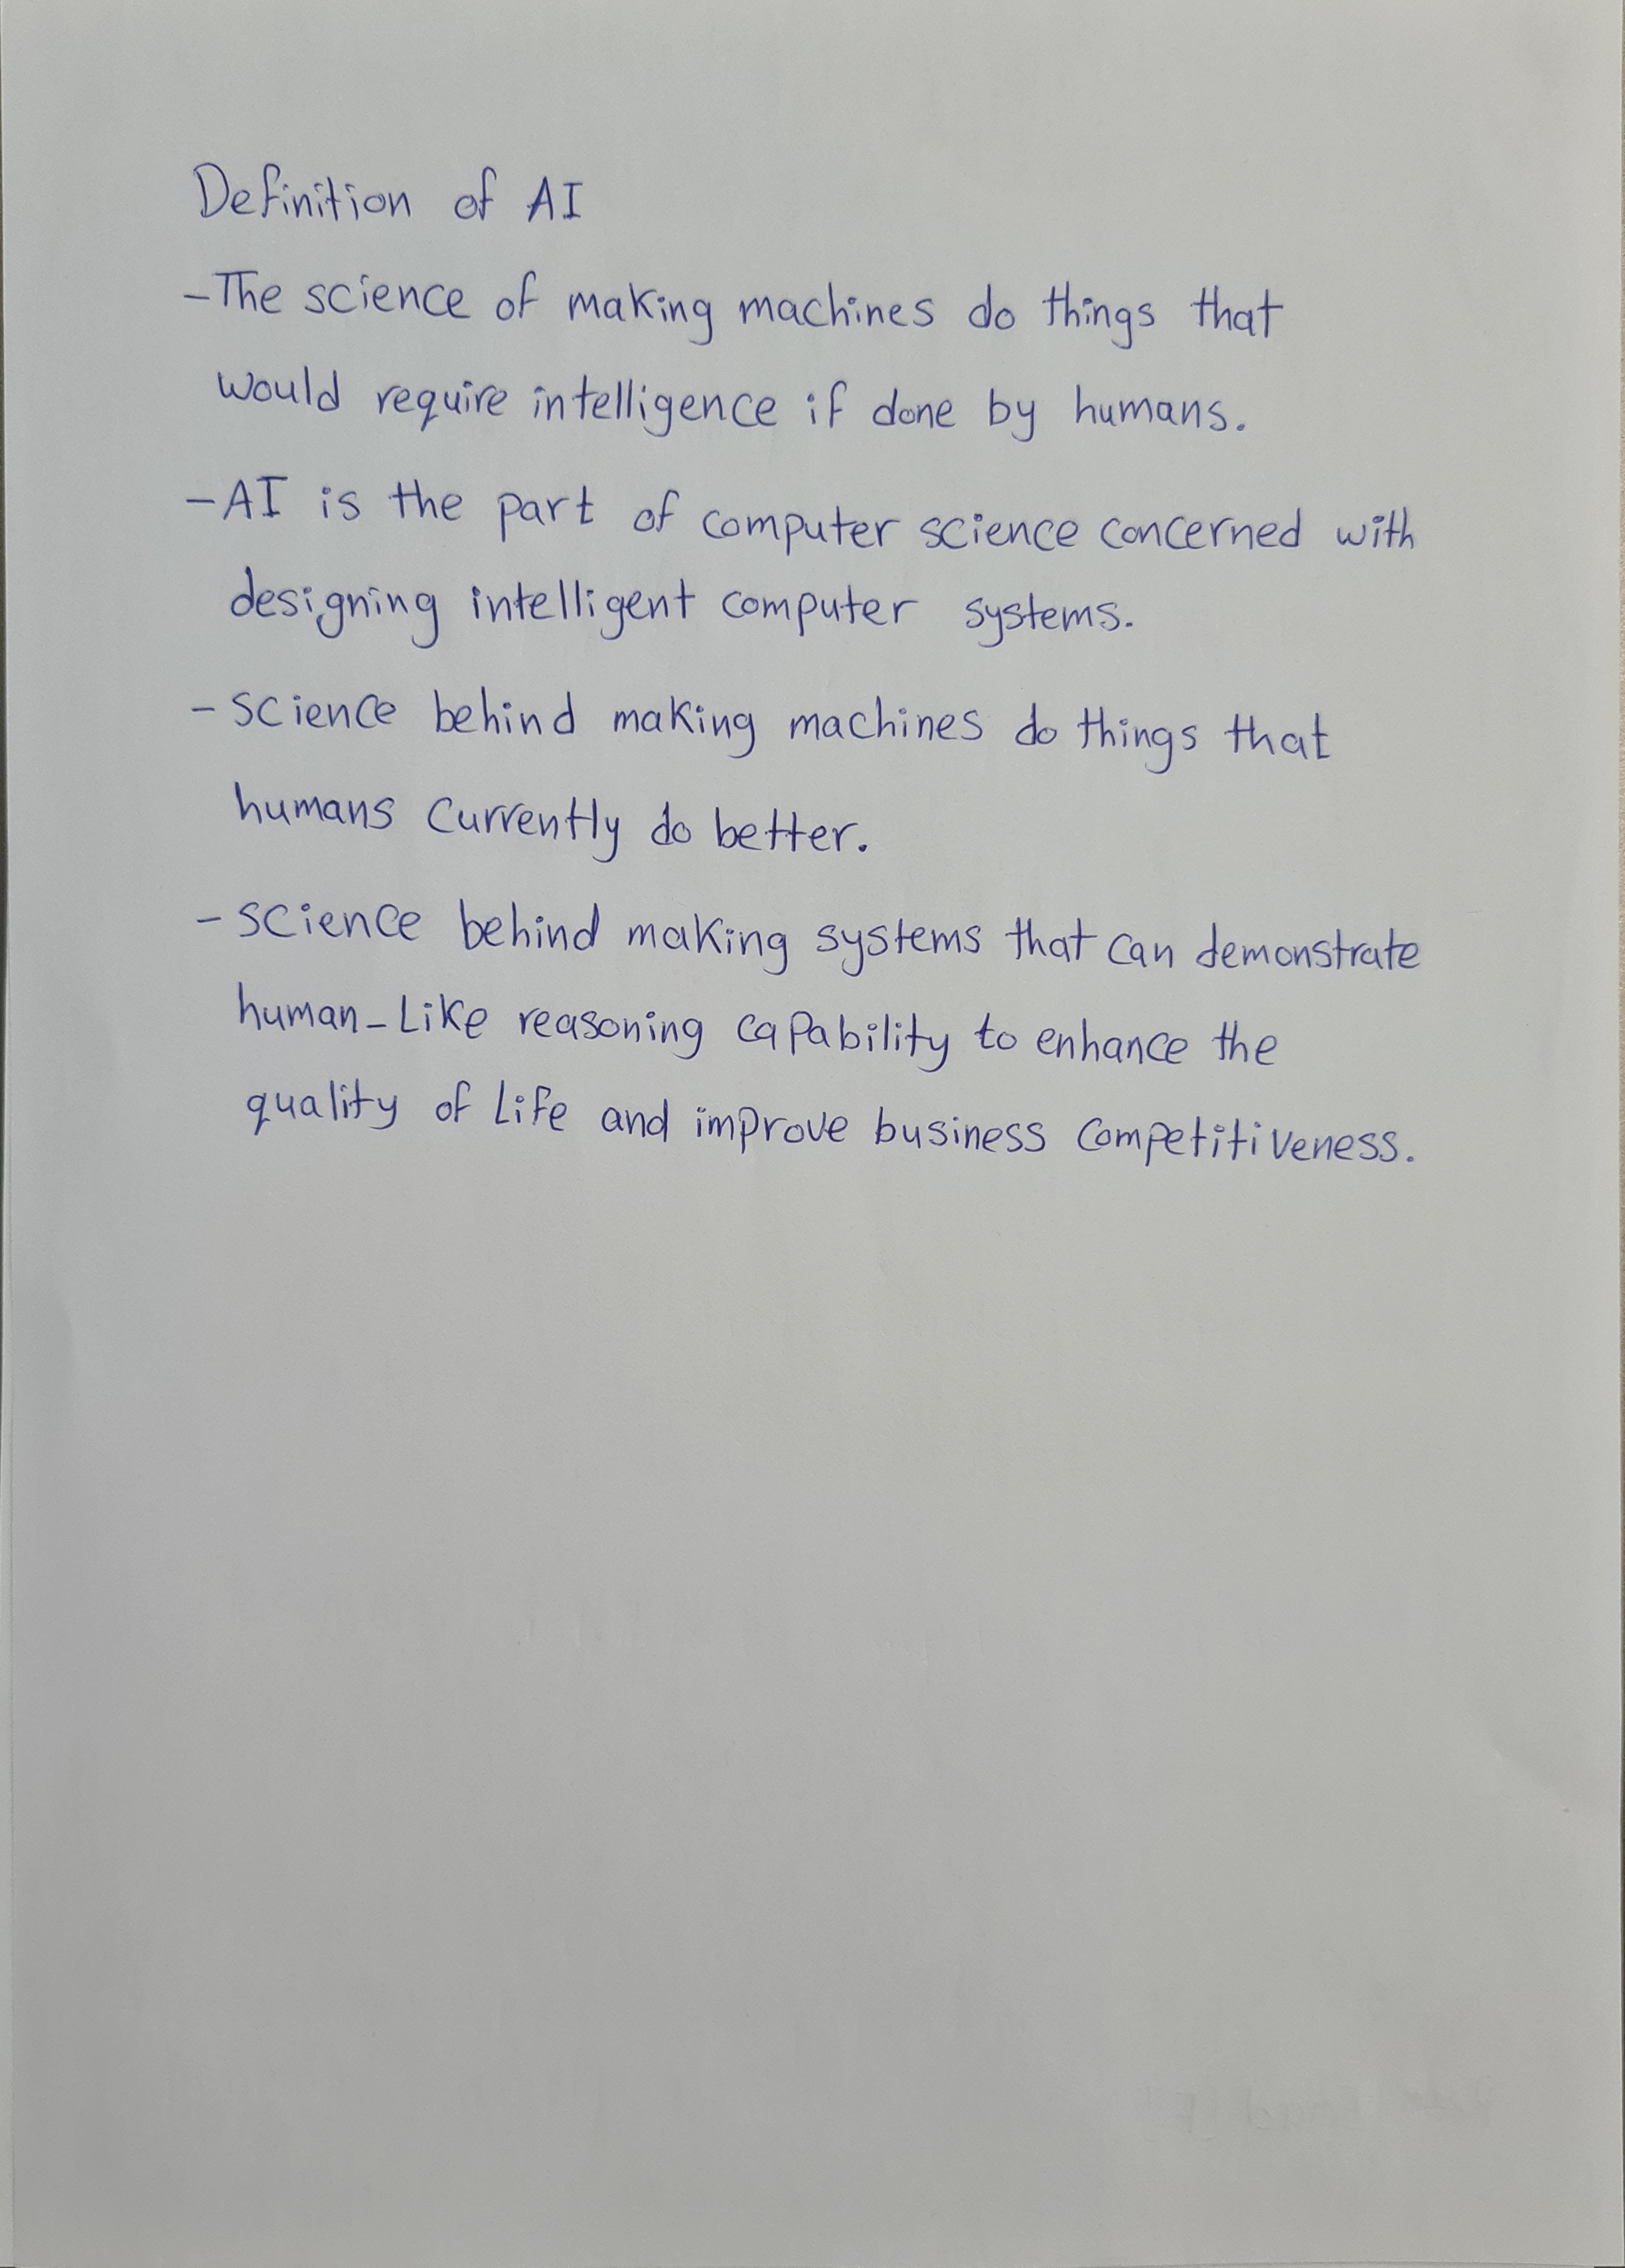 Definition of AI
-The science of making machines do things that
would require intelligence if done by humans.
-AI is the part of computer science concerned with
designing intelligent computer systems.
- science behind making machines do things that
humans currently do better.
- science behind making systems that can demonstrate
human-Like reasoning capability to enhance the
quality of Life and improve business competitiveness.